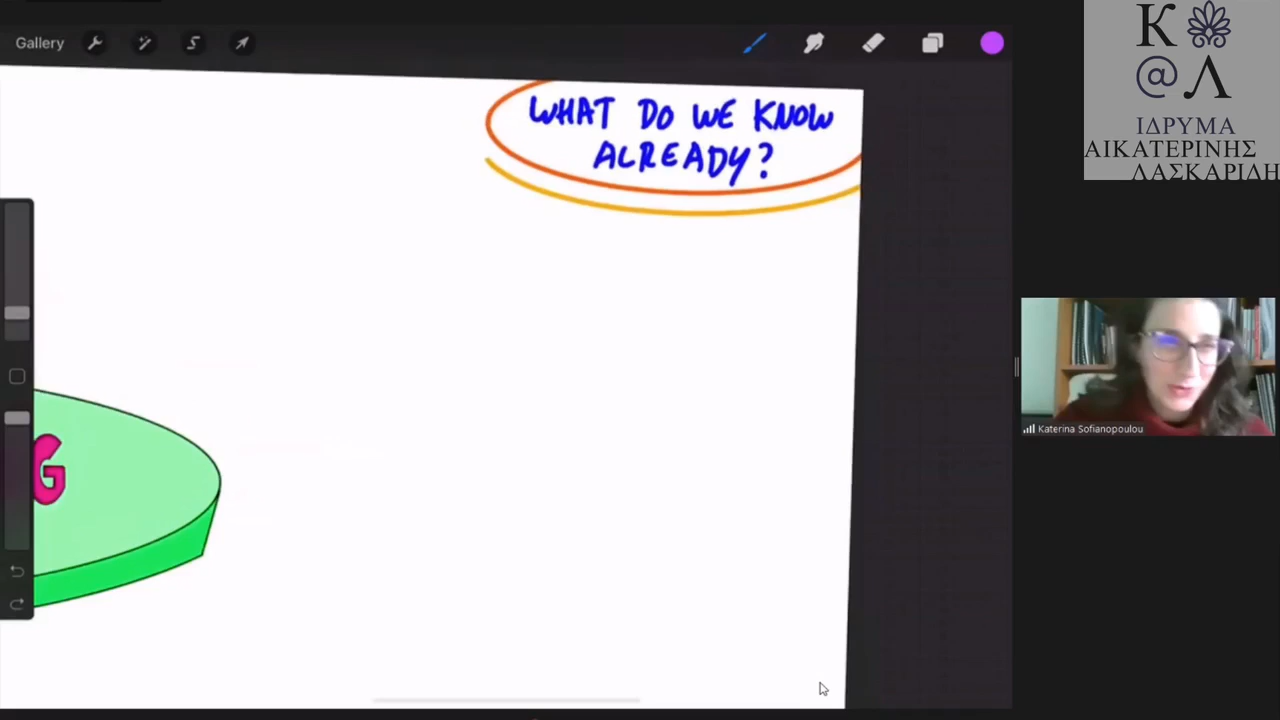 Gallery
WHAT DO WE KNOW
ALREADY?
G
Κ
@ Λ
ΙΔΡΥΜΑ
ΑΙΚΑΤΕΡΙΝΗΣ
ΛΑΣΚΑΡΙΔΗ
Katerina Sofianopoulou